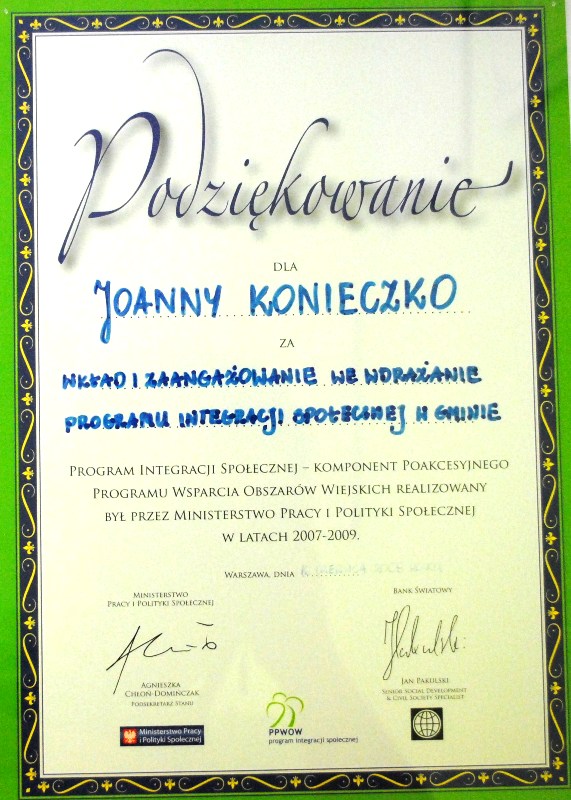 Podziękowanie
DLA
JOANNY KONIECZKO
ZA
WKŁAD I ZAANGAŻOWANIE WE WDRAŻANIE
PROGRAMU INTEGRACJI SPOŁECZNEJ W GMINIE
PROGRAM INTEGRACJI SPOŁECZNEJ – KOMPONENT POAKCESYJNEGO
PROGRAMU WSPARCIA OBSZARÓW WIEJSKICH REALIZOWANY
BYŁ PRZEZ MINISTERSTWO PRACY I POLITYKI SPOŁECZNEJ
W LATACH 2007-2009.
WARSZAWA, DNIA
MINISTERSTWO
PRACY I POLITYKI SPOŁECZNEJ
BANK ŚWIATOWY
AGNIESZKA
CHŁOŃ-DOMIŃCZAK
PODSEKRETARZ STANU
JAN PAKULSKI
SENIOR SOCIAL DEVELOPMENT
& CIVIL SOCIETY SPECIALIST
Ministerstwo Pracy
i Polityki Społecznej
PPWOW
program integracji społecznej